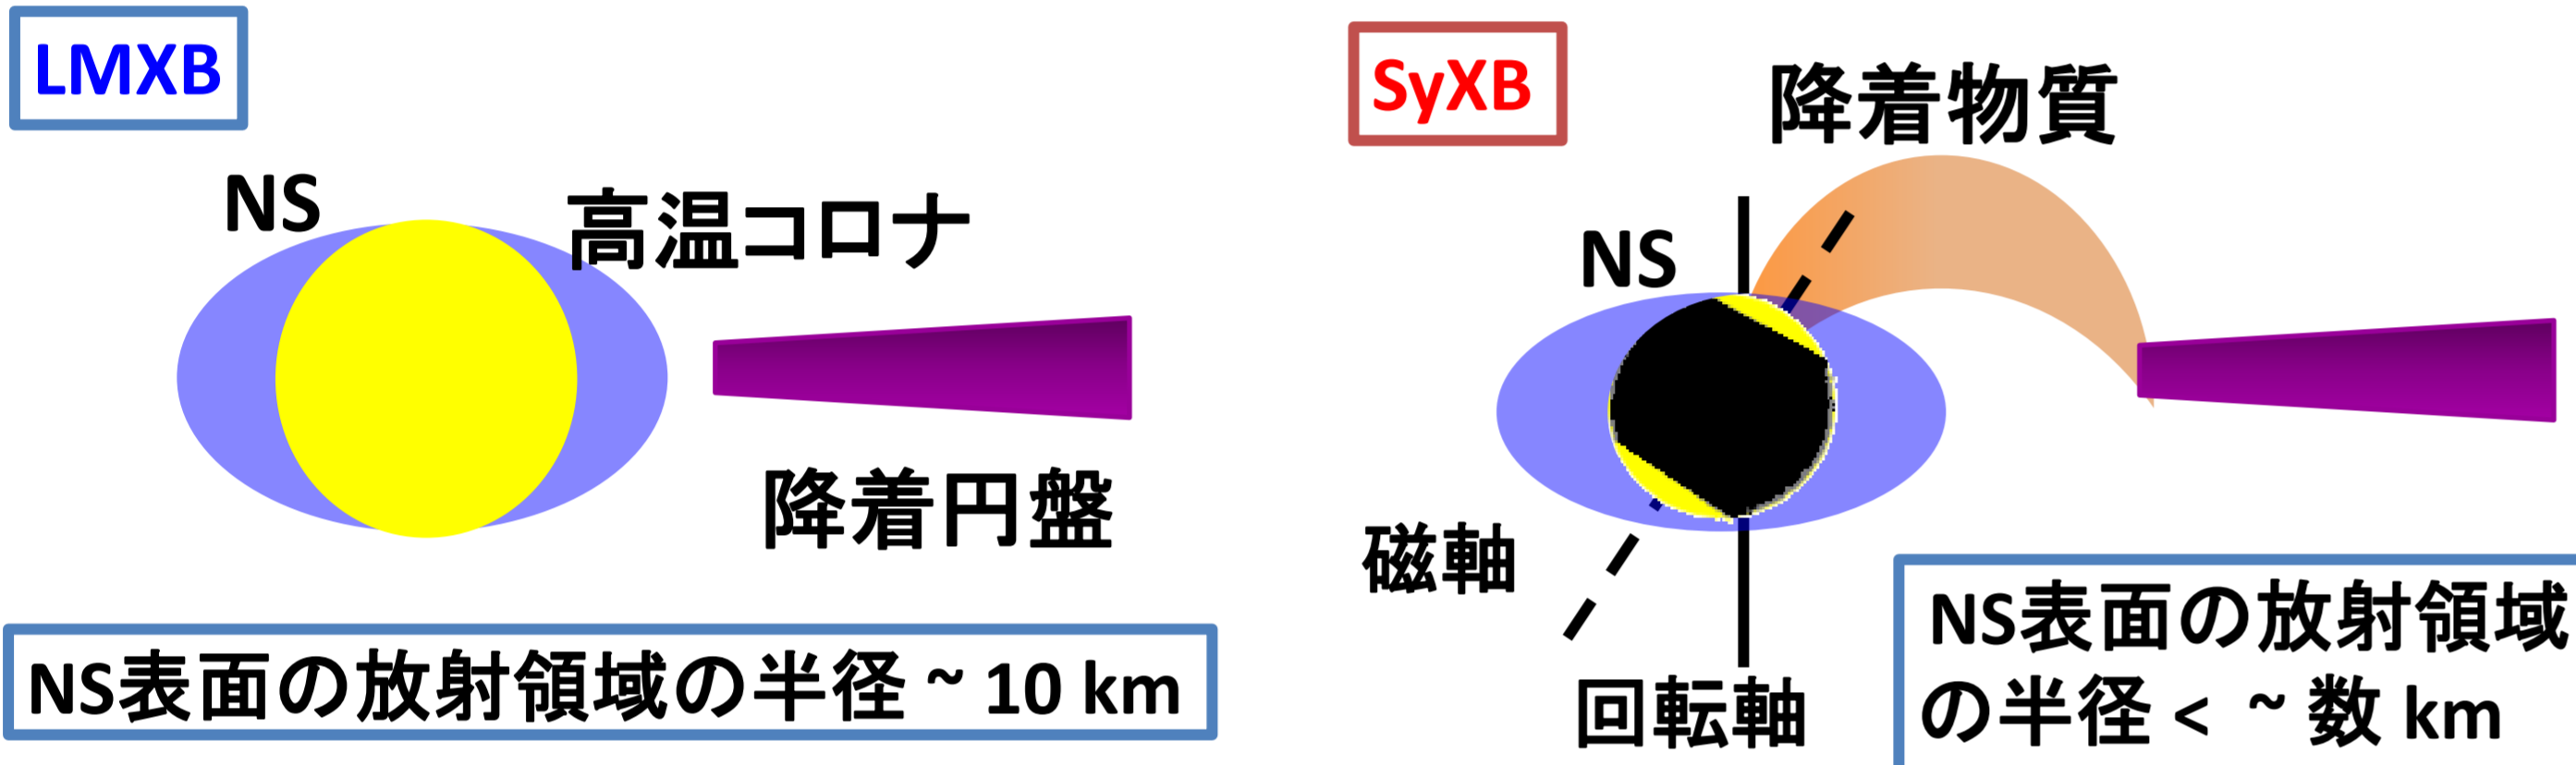 LMXB
NS
高温コロナ
降着円盤
NS表面の放射領域の半径 ~ 10 km
SyXB
降着物質
NS
磁軸
回転軸
NS表面の放射領域
の半径 < ~ 数 km